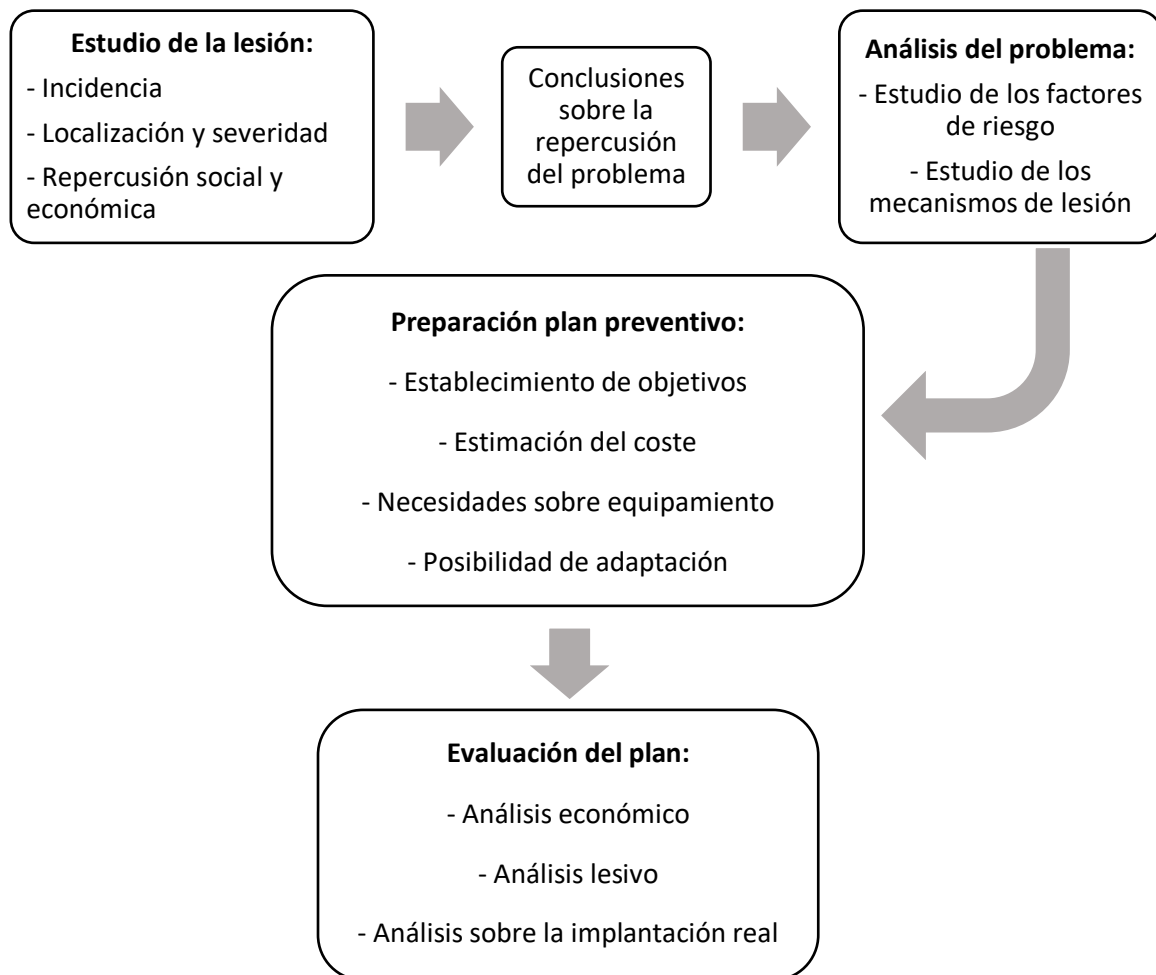 Estudio de la lesión:
- Incidencia
- Localización y severidad
- Repercusión social y
económica
Conclusiones
sobre la
repercusión
del problema
Análisis del problema:
- Estudio de los factores
de riesgo
- Estudio de los
mecanismos de lesión
Preparación plan preventivo:
- Establecimiento de objetivos
- Estimación del coste
- Necesidades sobre equipamiento
- Posibilidad de adaptación
Evaluación del plan:
- Análisis económico
- Análisis lesivo
- Análisis sobre la implantación real